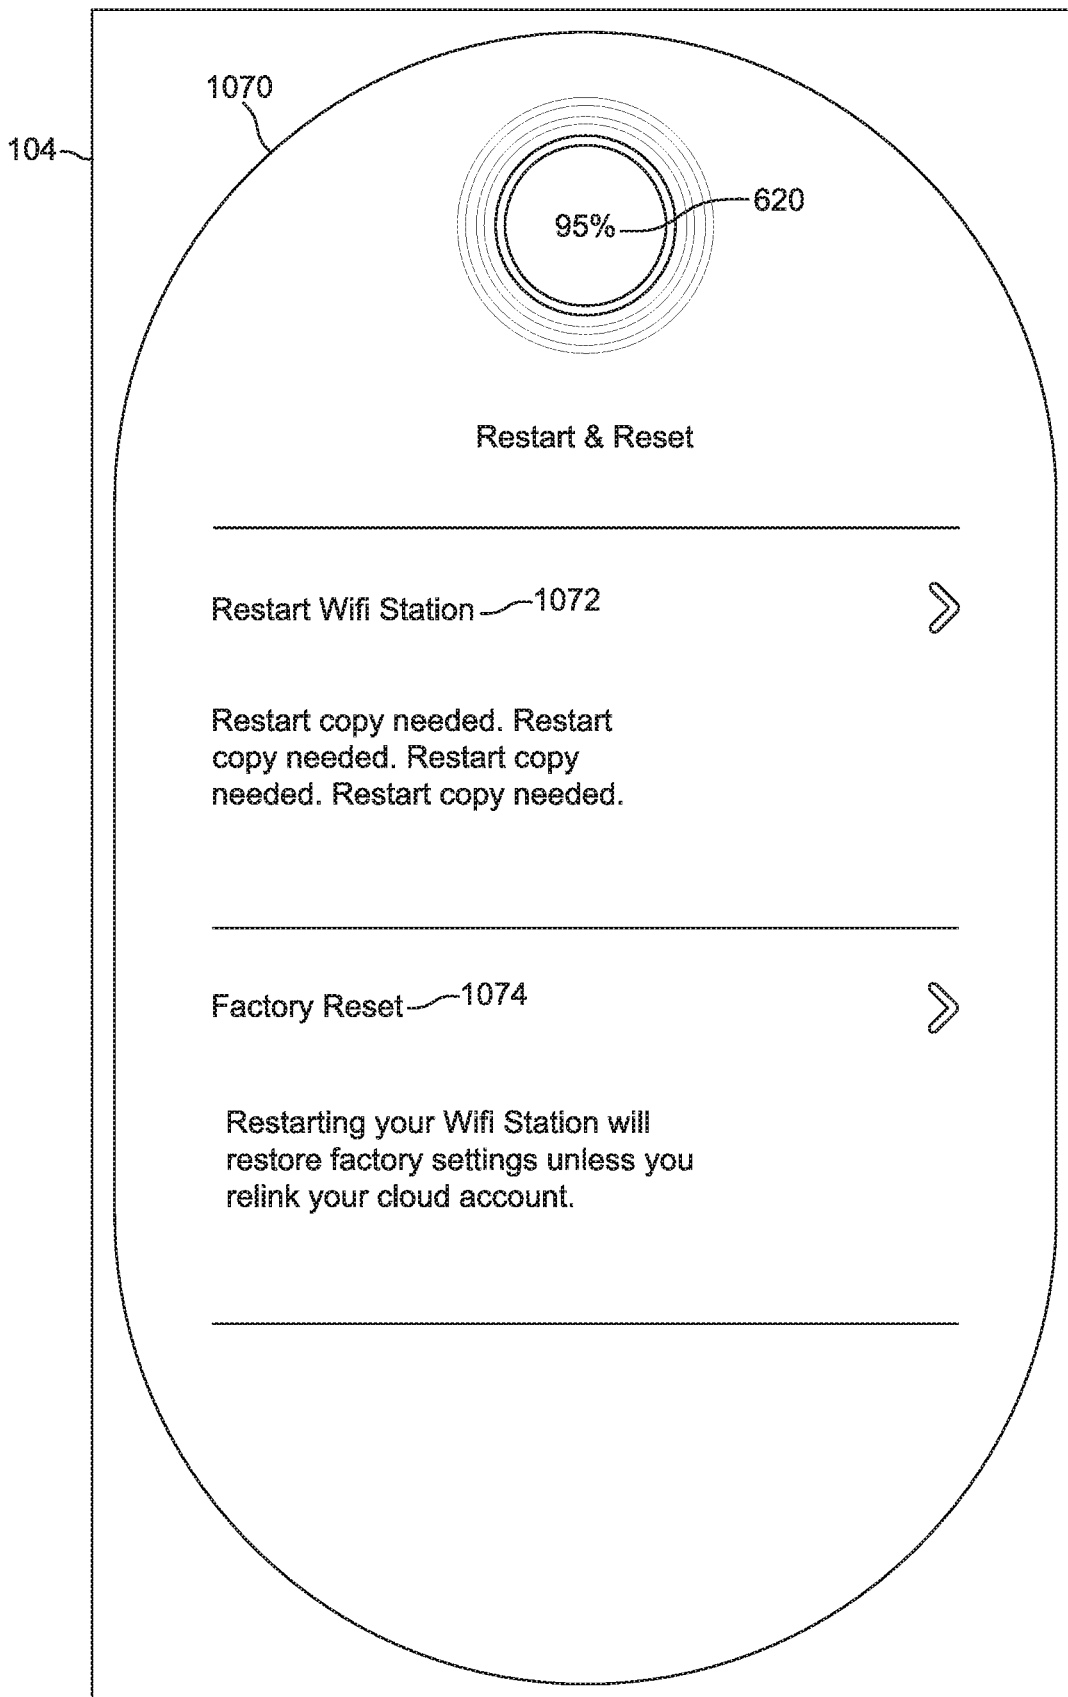 1070
104
620
95%
Restart & Reset
Restart Wifi Station
1072
Restart copy needed. Restart
copy needed. Restart copy
needed. Restart copy needed.
Factory Reset
1074
Restarting your Wifi Station will
restore factory settings unless you
relink your cloud account.